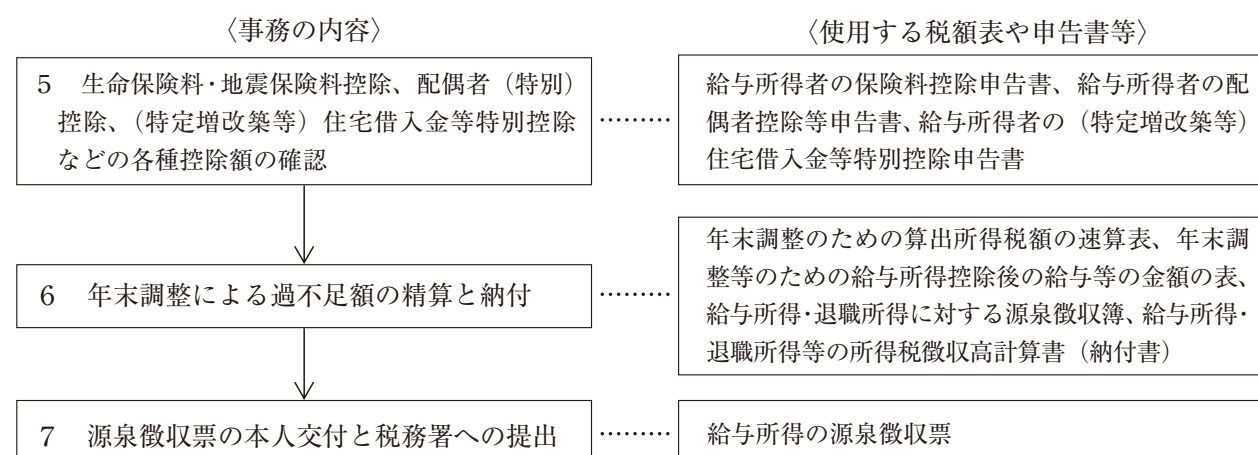 〈事務の内容〉
〈使用する税額表や申告書等〉
5 生命保険料・地震保険料控除、配偶者（特別）
控除、（特定増改築等）住宅借入金等特別控除
などの各種控除額の確認
給与所得者の保険料控除申告書、給与所得者の配
偶者控除等申告書、給与所得者の（特定増改築等）
住宅借入金等特別控除申告書
6 年末調整による過不足額の精算と納付
年末調整のための算出所得税額の速算表、年末調
整等のための給与所得控除後の給与等の金額の表、
給与所得・退職所得に対する源泉徴収簿、給与所得・
退職所得等の所得税徴収高計算書（納付書）
7 源泉徴収票の本人交付と税務署への提出
給与所得の源泉徴収票